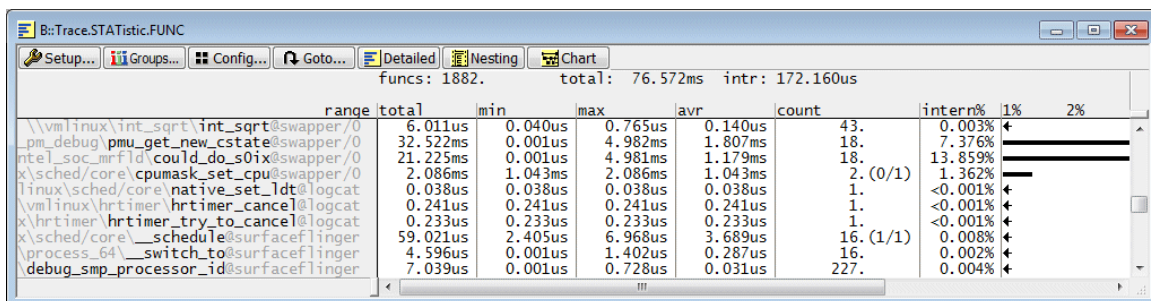 B::Trace.STATistic.FUNC
Setup... Groups... Config... Goto... Detailed Nesting Chart
funcs: 1882. total: 76.572ms intr: 172.160us
range total min max avr count intern% 1% 2%
\\vmlinux\int_sqrt\int_sqrt@swapper/0 6.011us 0.040us 0.765us 0.140us 43. 0.003%
_pm_debug\pmu_get_new_cstate@swapper/0 32.522ms 0.001us 4.982ms 1.807ms 18. 7.376%
ntel_soc_mrfld\could_do_s0ix@swapper/0 21.225ms 0.001us 4.981ms 1.179ms 18. 13.859%
x\sched/core\cpumask_set_cpu@swapper/0 2.086ms 1.043ms 2.086ms 1.043ms 2. (0/1) 1.362%
linux\sched/core\native_set_ldt@logcat 0.038us 0.038us 0.038us 0.038us 1. <0.001%
\vmlinux\hrtimer\hrtimer_cancel@logcat 0.241us 0.241us 0.241us 0.241us 1. <0.001%
x\hrtimer\hrtimer_try_to_cancel@logcat 0.233us 0.233us 0.233us 0.233us 1. <0.001%
x\sched/core\__schedule@surfaceflinger 59.021us 2.405us 6.968us 3.689us 16. (1/1) 0.008%
\process_64\__switch_to@surfaceflinger 4.596us 0.001us 1.402us 0.287us 16. 0.002%
\debug_smp_processor_id@surfaceflinger 7.039us 0.001us 0.728us 0.031us 227. 0.004%